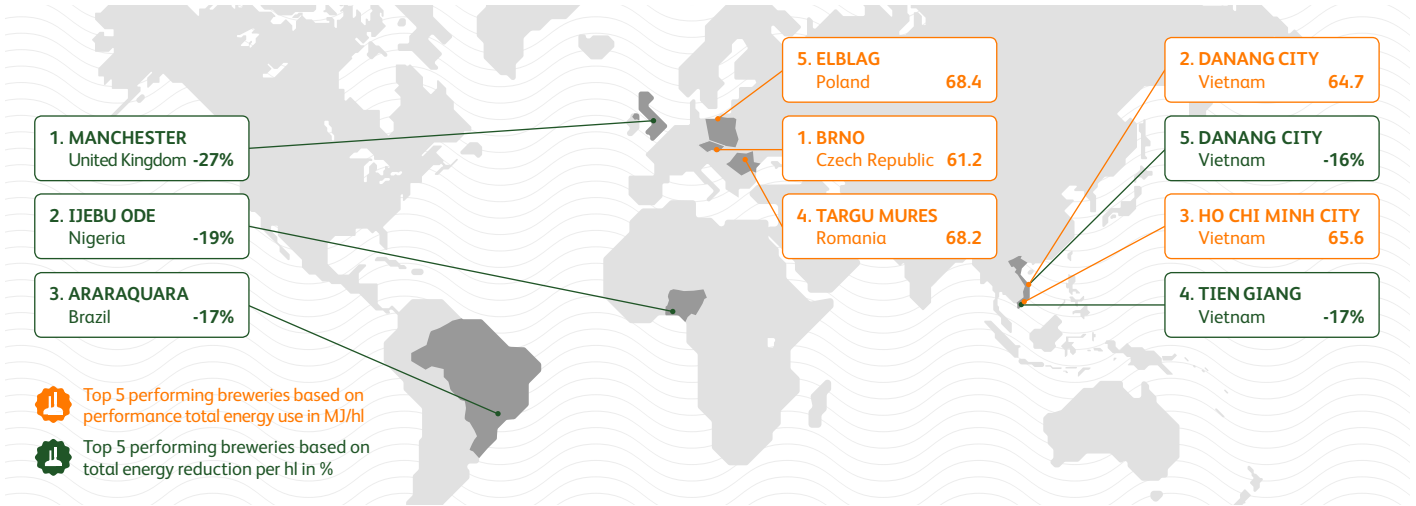 1. MANCHESTER
United Kingdom -27%
2. IJEBU ODE
Nigeria -19%
3. ARARAQUARA
Brazil -17%
5. ELBLAG
Poland 68.4
1. BRNO
Czech Republic 61.2
4. TARGU MURES
Romania 68.2
2. DANANG CITY
Vietnam 64.7
5. DANANG CITY
Vietnam -16%
3. HO CHI MINH CITY
Vietnam 65.6
4. TIEN GIANG
Vietnam -17%
Top 5 performing breweries based on
performance total energy use in MJ/hl
Top 5 performing breweries based on
total energy reduction per hl in %